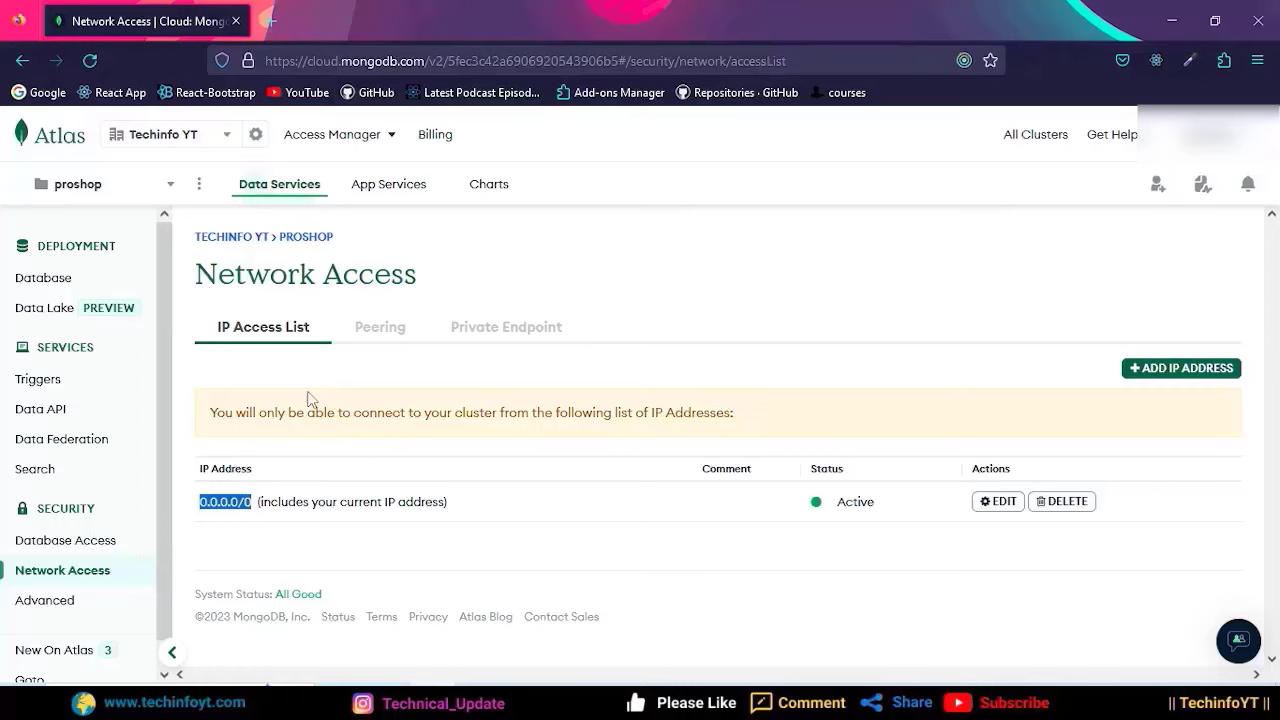 Network Access | Cloud: Mong
https://cloud.mongodb.com/v2/5fec3c42a6906920543906b5#/security/network/accessList
Google
React App
React-Bootstrap
YouTube
GitHub
Latest Podcast Episod...
Add-ons Manager
Repositories · GitHub
courses
Atlas
Techinfo YT
Access Manager
Billing
All Clusters
Get Help
proshop
Data Services
App Services
Charts
DEPLOYMENT
Database
Data Lake PREVIEW
SERVICES
Triggers
Data API
Data Federation
Search
SECURITY
Database Access
Network Access
Advanced
New On Atlas 3
Goto
TECHINFO YT > PROSHOP
Network Access
IP Access List
Peering
Private Endpoint
+ ADD IP ADDRESS
You will only be able to connect to your cluster from the following list of IP Addresses:
IP Address Comment Status Actions
0.0.0.0/0 (includes your current IP address) Active EDIT DELETE
System Status: All Good
©2023 MongoDB, Inc. Status Terms Privacy Atlas Blog Contact Sales
www.techinfoyt.com
Technical_Update
Please Like
Comment
Share
Subscribe
|| TechinfoYT ||